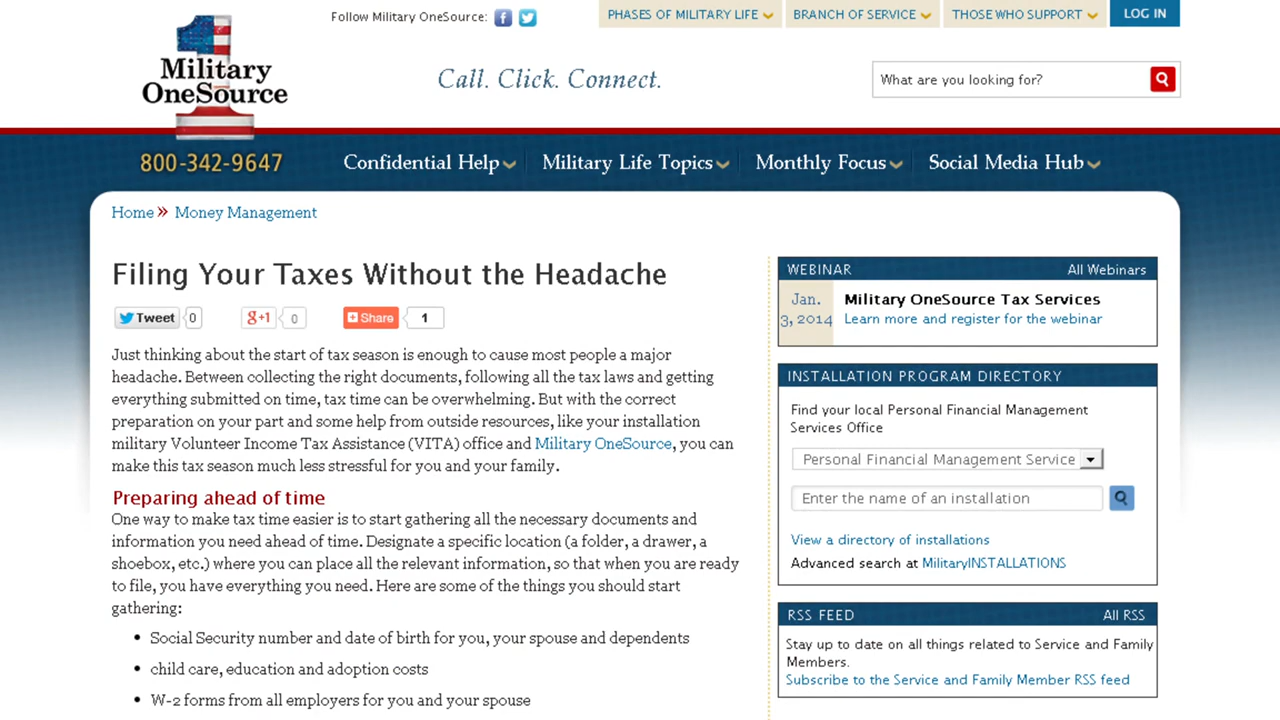 Follow Military OneSource:
PHASES OF MILITARY LIFE
BRANCH OF SERVICE
THOSE WHO SUPPORT
LOG IN
Military
OneSource
Call. Click. Connect.
What are you looking for?
800-342-9647
Confidential Help
Military Life Topics
Monthly Focus
Social Media Hub
Home » Money Management
Filing Your Taxes Without the Headache
Tweet 0
g+1 0
Share 1
Just thinking about the start of tax season is enough to cause most people a major
headache. Between collecting the right documents, following all the tax laws and getting
everything submitted on time, tax time can be overwhelming. But with the correct
preparation on your part and some help from outside resources, like your installation
military Volunteer Income Tax Assistance (VITA) office and Military OneSource, you can
make this tax season much less stressful for you and your family.
Preparing ahead of time
One way to make tax time easier is to start gathering all the necessary documents and
information you need ahead of time. Designate a specific location (a folder, a drawer, a
shoebox, etc.) where you can place all the relevant information, so that when you are ready
to file, you have everything you need. Here are some of the things you should start
gathering:
• Social Security number and date of birth for you, your spouse and dependents
• child care, education and adoption costs
• W-2 forms from all employers for you and your spouse
WEBINAR
All Webinars
Jan.
3, 2014
Military OneSource Tax Services
Learn more and register for the webinar
INSTALLATION PROGRAM DIRECTORY
Find your local Personal Financial Management
Services Office
Personal Financial Management Service
Enter the name of an installation
View a directory of installations
Advanced search at MilitaryINSTALLATIONS
RSS FEED
All RSS
Stay up to date on all things related to Service and Family
Members.
Subscribe to the Service and Family Member RSS feed